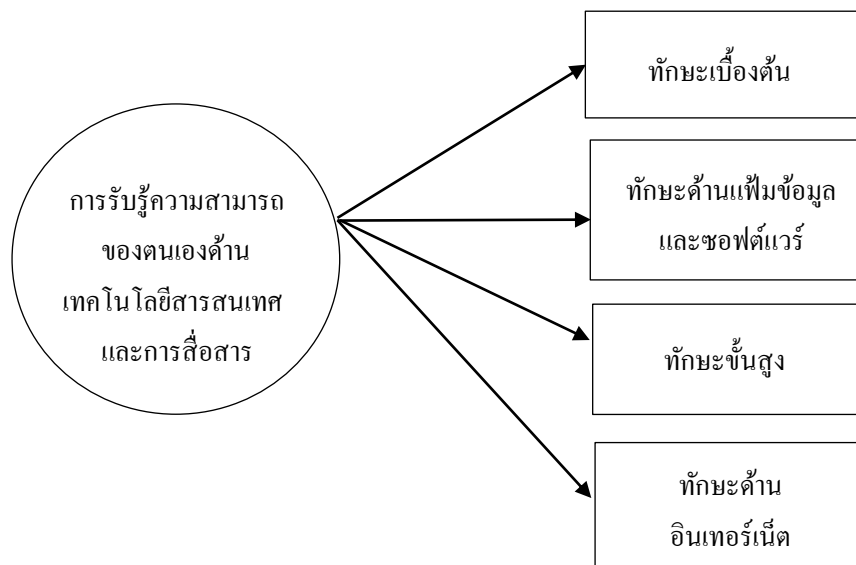 การรับรู้ความสามารถ
ของตนเองด้าน
เทคโนโลยีสารสนเทศ
และการสื่อสาร
ทักษะเบื้องต้น
ทักษะด้านแฟ้มข้อมูล
และซอฟต์แวร์
ทักษะขั้นสูง
ทักษะด้าน
อินเทอร์เน็ต